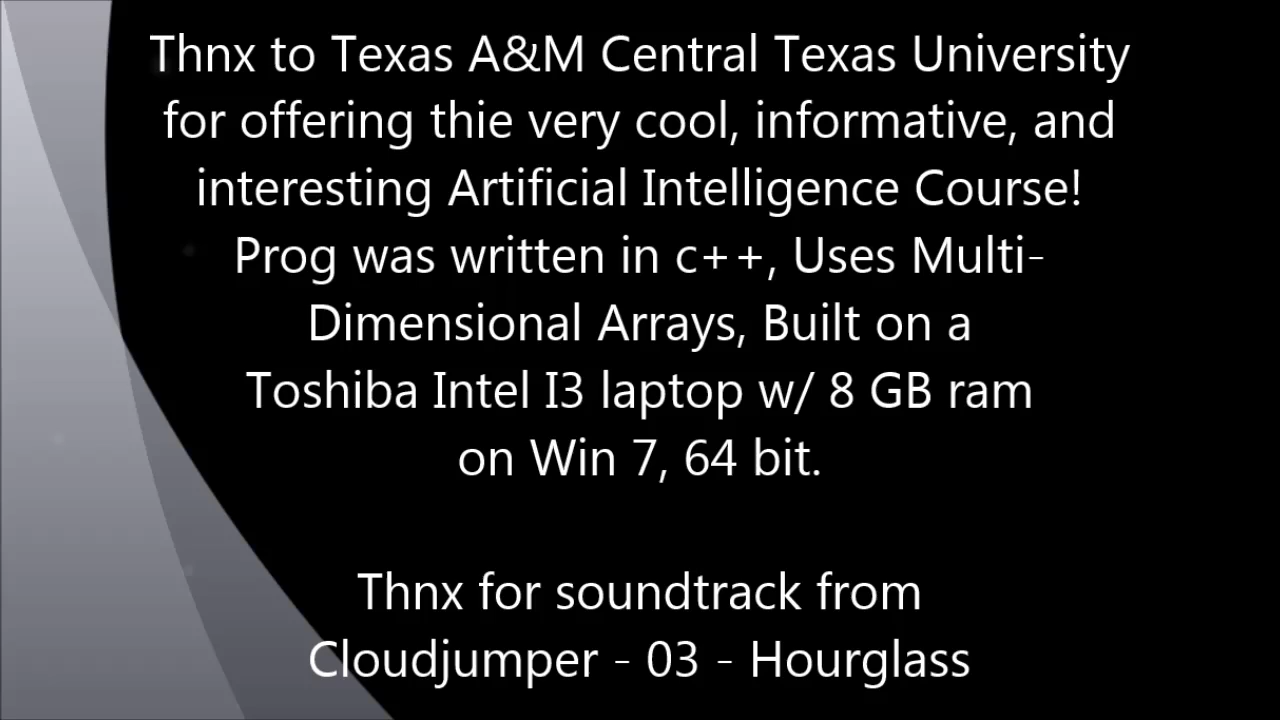 Thnx to Texas A&M Central Texas University
for offering thie very cool, informative, and
interesting Artificial Intelligence Course!
Prog was written in c++, Uses Multi-
Dimensional Arrays, Built on a
Toshiba Intel I3 laptop w/ 8 GB ram
on Win 7, 64 bit.
Thnx for soundtrack from
Cloudjumper - 03 - Hourglass